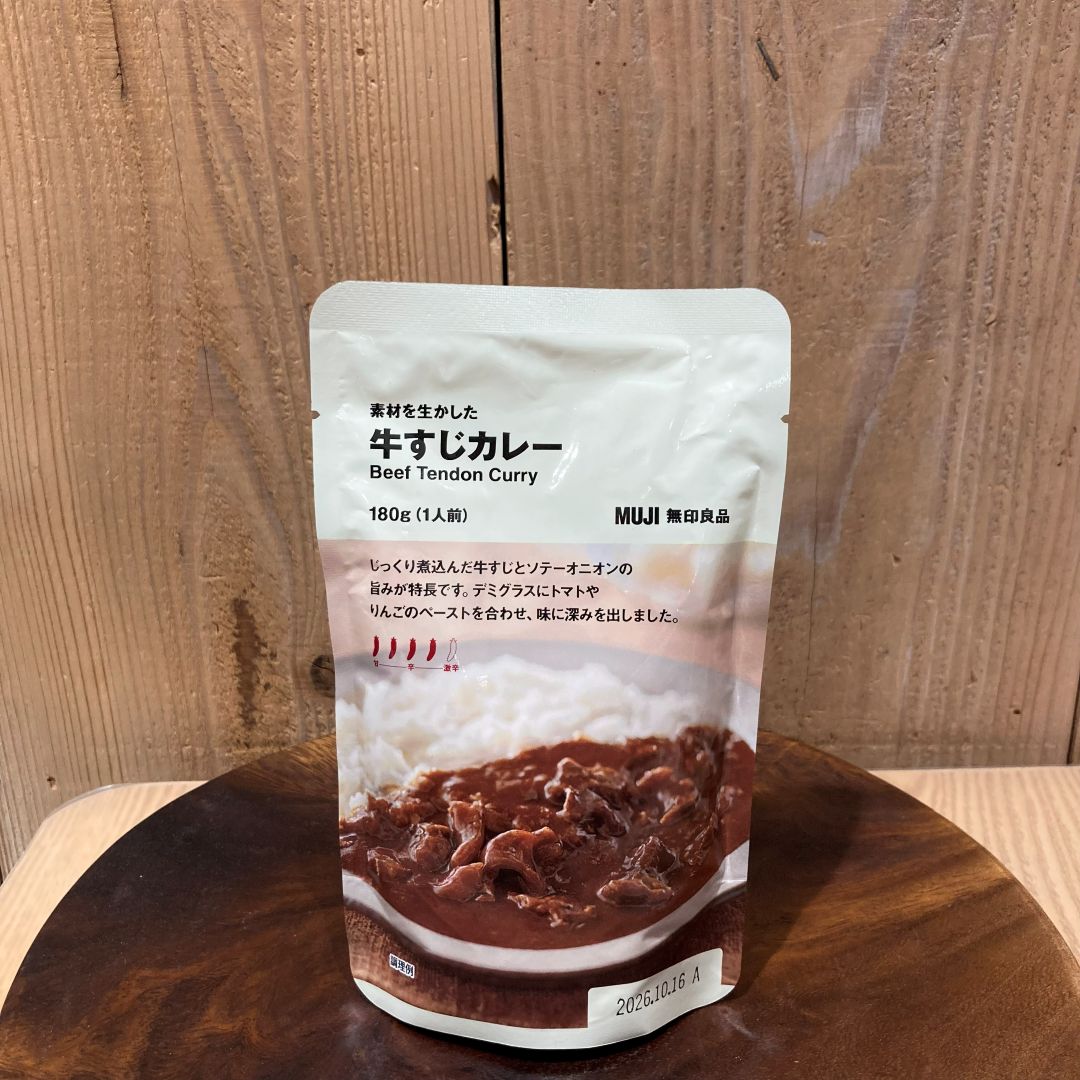 素材を生かした
牛すじカレー
Beef Tendon Curry
180g(1人前)
MUJI 無印良品
じっくり煮込んだ牛すじとソテーオニオンの
旨みが特長です。デミグラスにトマトや
りんごのペーストを合わせ、味に深みを出しました。
甘 辛 激辛
調理例
2026.10.16 A